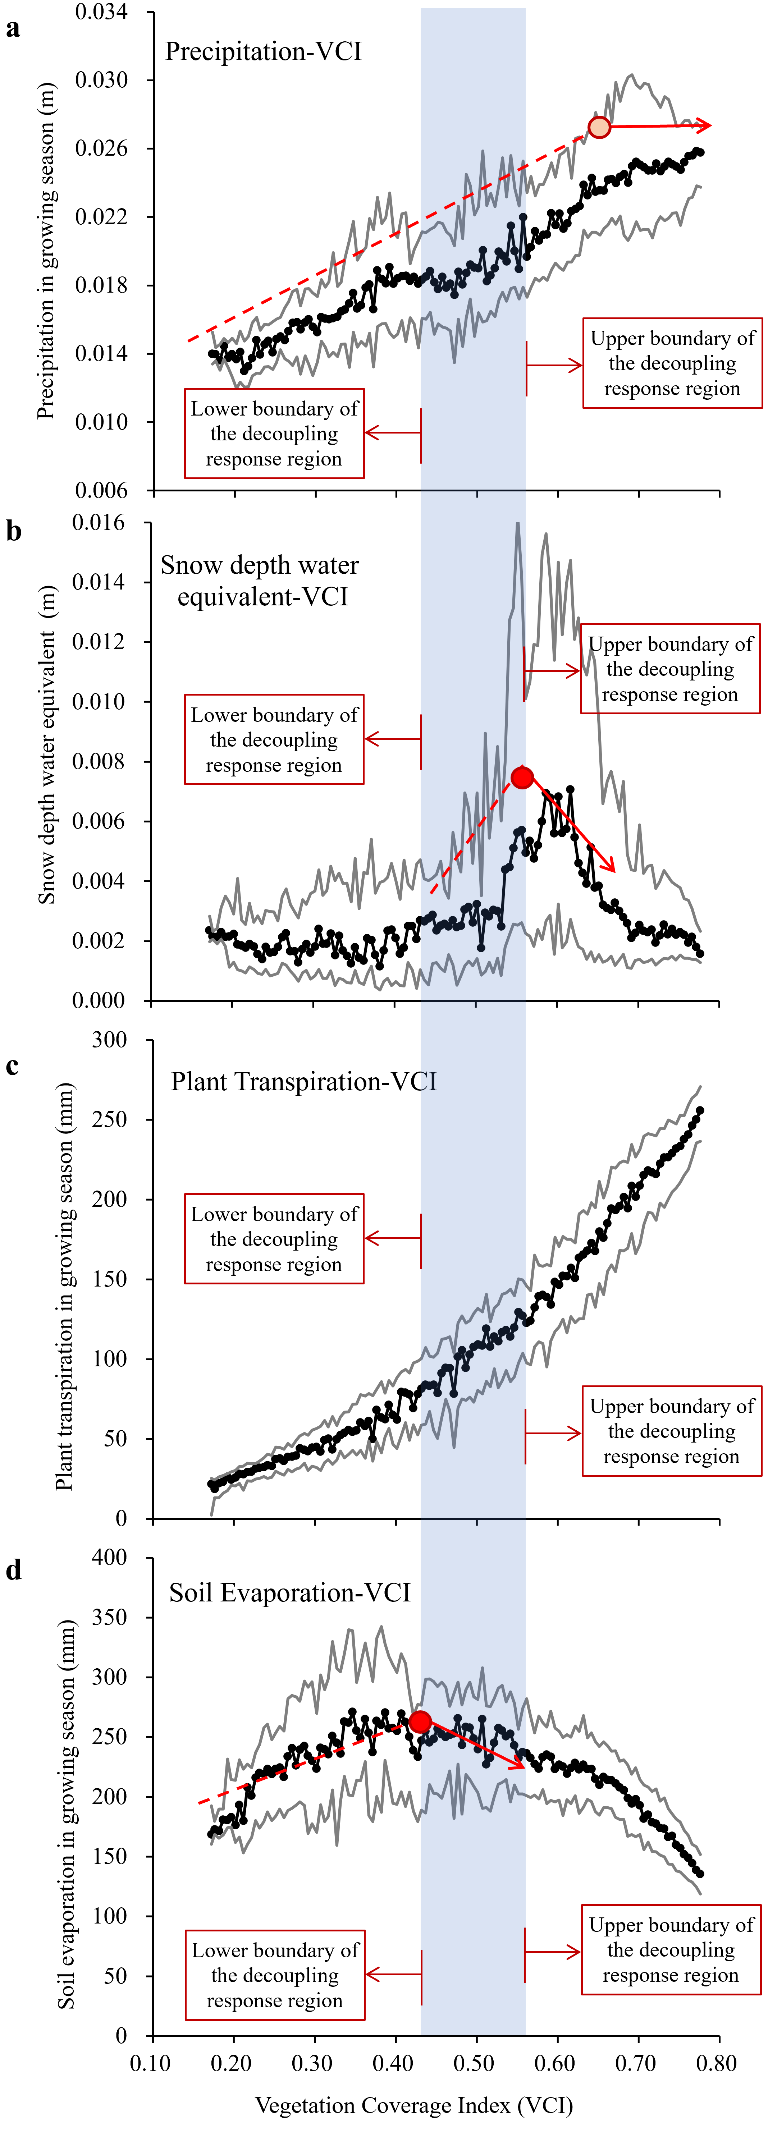 a
Precipitation-VCI
Precipitation in growing season (m)
0.034
0.030
0.026
0.022
0.018
0.014
0.010
0.006
Upper boundary of
the decoupling
response region
Lower boundary of
the decoupling
response region
b
Snow depth water
equivalent-VCI
Snow depth water equivalent (m)
0.016
0.014
0.012
0.010
0.008
0.006
0.004
0.002
0.000
Upper boundary of
the decoupling
response region
Lower boundary of
the decoupling
response region
c
Plant Transpiration-VCI
Plant transpiration in growing season (mm)
300
250
200
150
100
50
0
Lower boundary of
the decoupling
response region
Upper boundary of
the decoupling
response region
d
Soil Evaporation-VCI
Soil evaporation in growing season (mm)
400
350
300
250
200
150
100
50
0
Upper boundary of
the decoupling
response region
Lower boundary of
the decoupling
response region
0.10 0.20 0.30 0.40 0.50 0.60 0.70 0.80
Vegetation Coverage Index (VCI)